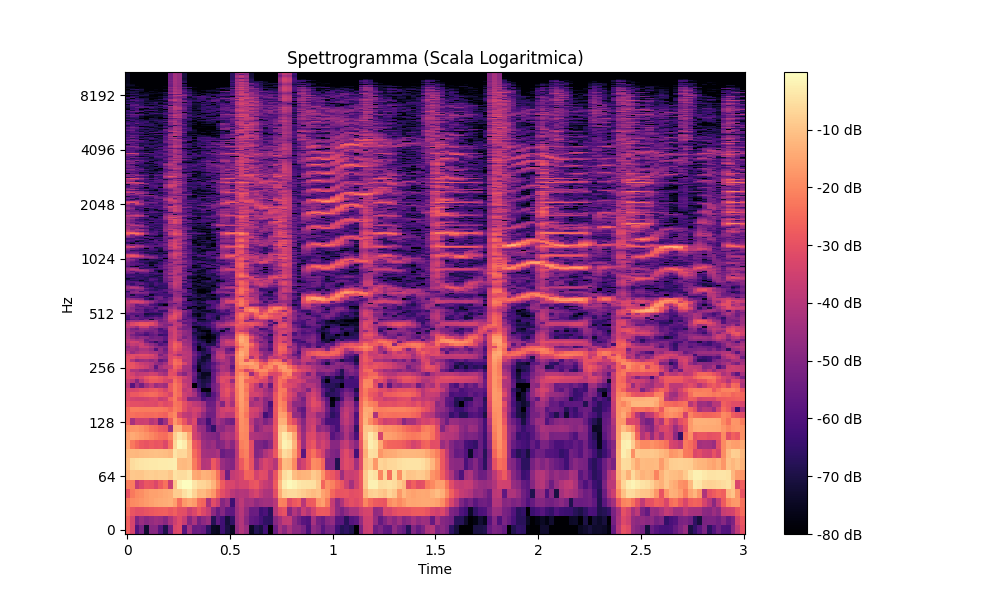 Spettrogramma (Scala Logaritmica)
Hz
8192
4096
2048
1024
512
256
128
64
0
0 0.5 1 1.5 2 2.5 3
Time
-10 dB
-20 dB
-30 dB
-40 dB
-50 dB
-60 dB
-70 dB
-80 dB